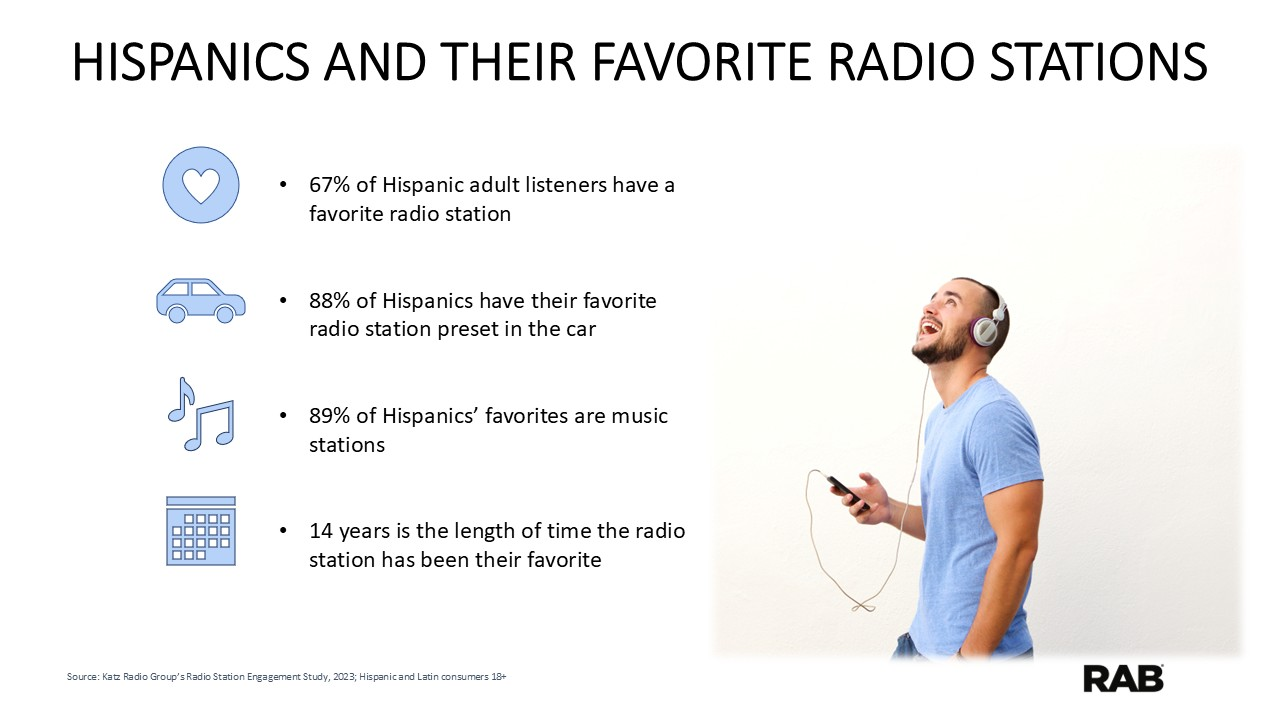 HISPANICS AND THEIR FAVORITE RADIO STATIONS
• 67% of Hispanic adult listeners have a
favorite radio station
• 88% of Hispanics have their favorite
radio station preset in the car
• 89% of Hispanics’ favorites are music
stations
• 14 years is the length of time the radio
station has been their favorite
Source: Katz Radio Group’s Radio Station Engagement Study, 2023; Hispanic and Latin consumers 18+
RAB